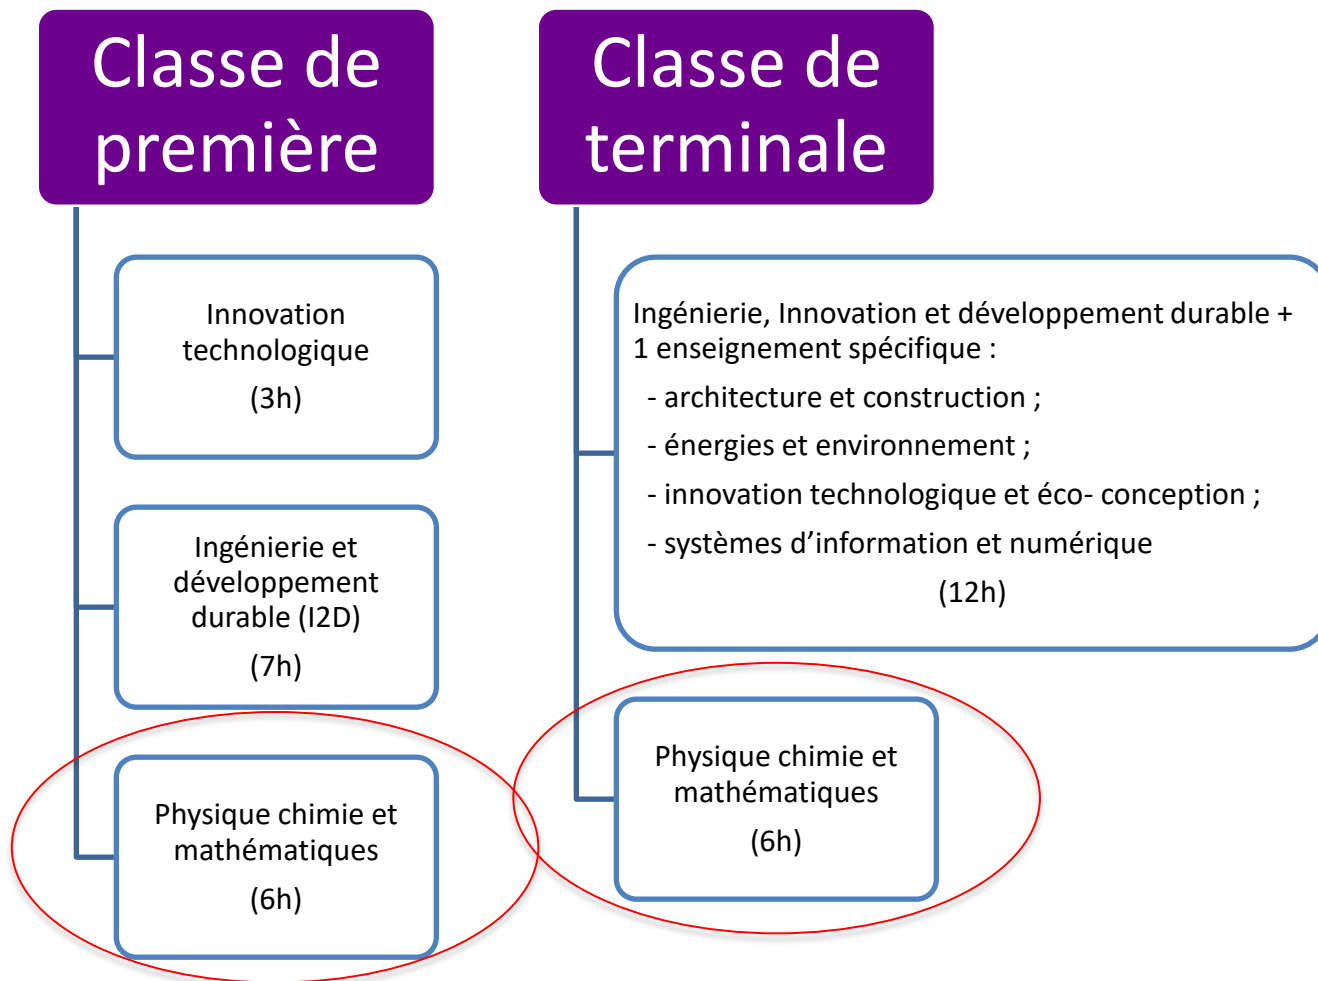 Classe de
première
Innovation
technologique
(3h)
Ingénierie et
développement
durable (I2D)
(7h)
Physique chimie et
mathématiques
(6h)
Classe de
terminale
Ingénierie, Innovation et développement durable +
1 enseignement spécifique :
- architecture et construction ;
- énergies et environnement ;
- innovation technologique et éco- conception ;
- systèmes d’information et numérique
(12h)
Physique chimie et
mathématiques
(6h)